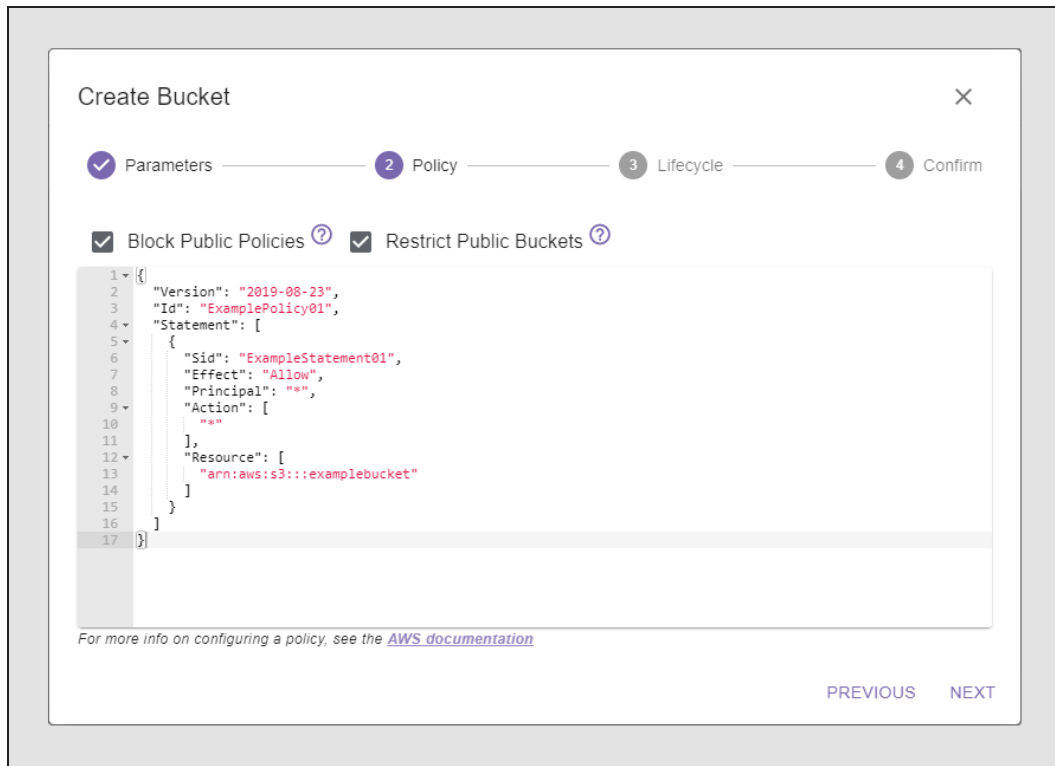 Create Bucket
Parameters 2 Policy 3 Lifecycle 4 Confirm
Block Public Policies ? Restrict Public Buckets ?
1 {
2 "Version": "2019-08-23",
3 "Id": "ExamplePolicy01",
4 "Statement": [
5 {
6 "Sid": "ExampleStatement01",
7 "Effect": "Allow",
8 "Principal": "*",
9 "Action": [
10 "*"
11 ],
12 "Resource": [
13 "arn:aws:s3:::examplebucket"
14 ]
15 }
16 ]
17 }
For more info on configuring a policy, see the AWS documentation
PREVIOUS NEXT